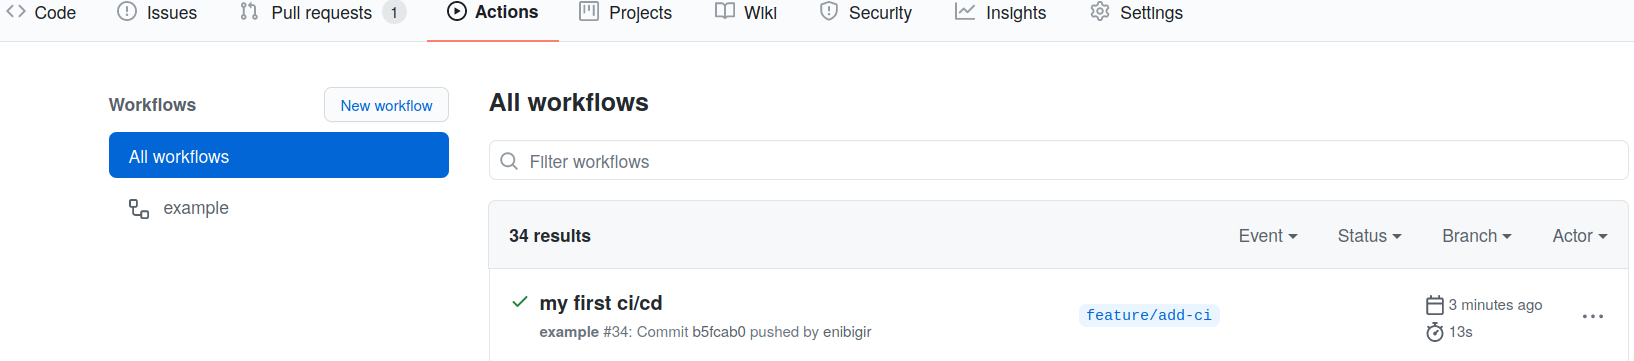 Code Issues Pull requests 1 Actions Projects Wiki Security Insights Settings
Workflows New workflow
All workflows
example
All workflows
Filter workflows
34 results Event Status Branch Actor
my first ci/cd
example #34: Commit b5fcab0 pushed by enibigir
feature/add-ci
3 minutes ago
13s